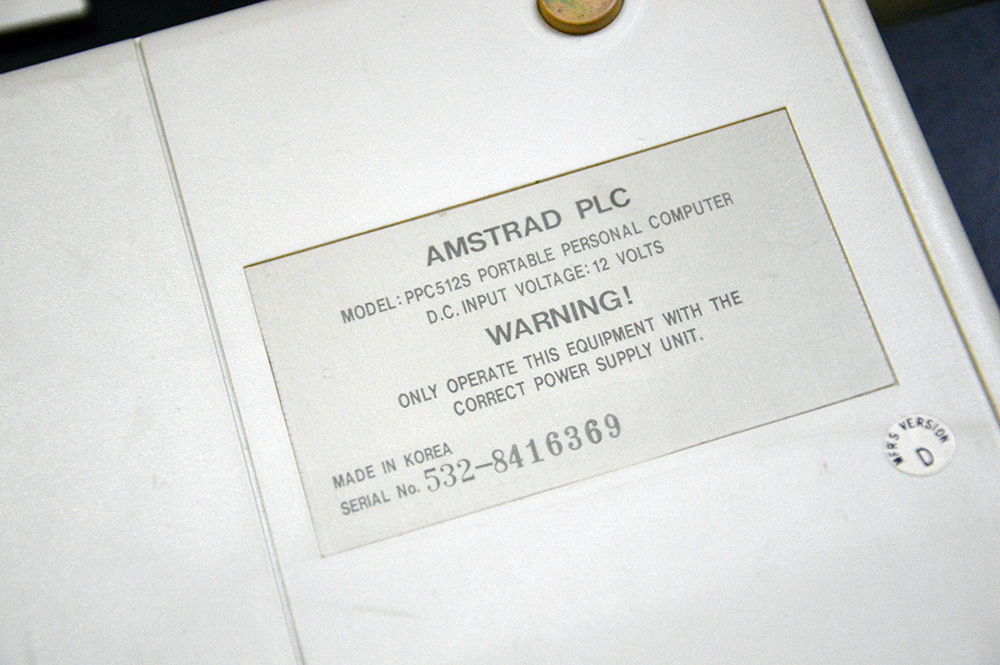 AMSTRAD PLC
MODEL: PPC512S PORTABLE PERSONAL COMPUTER
D.C. INPUT VOLTAGE: 12 VOLTS
WARNING!
ONLY OPERATE THIS EQUIPMENT WITH THE
CORRECT POWER SUPPLY UNIT.
MADE IN KOREA
SERIAL No. 532-8416369
MFRS VERSION
D